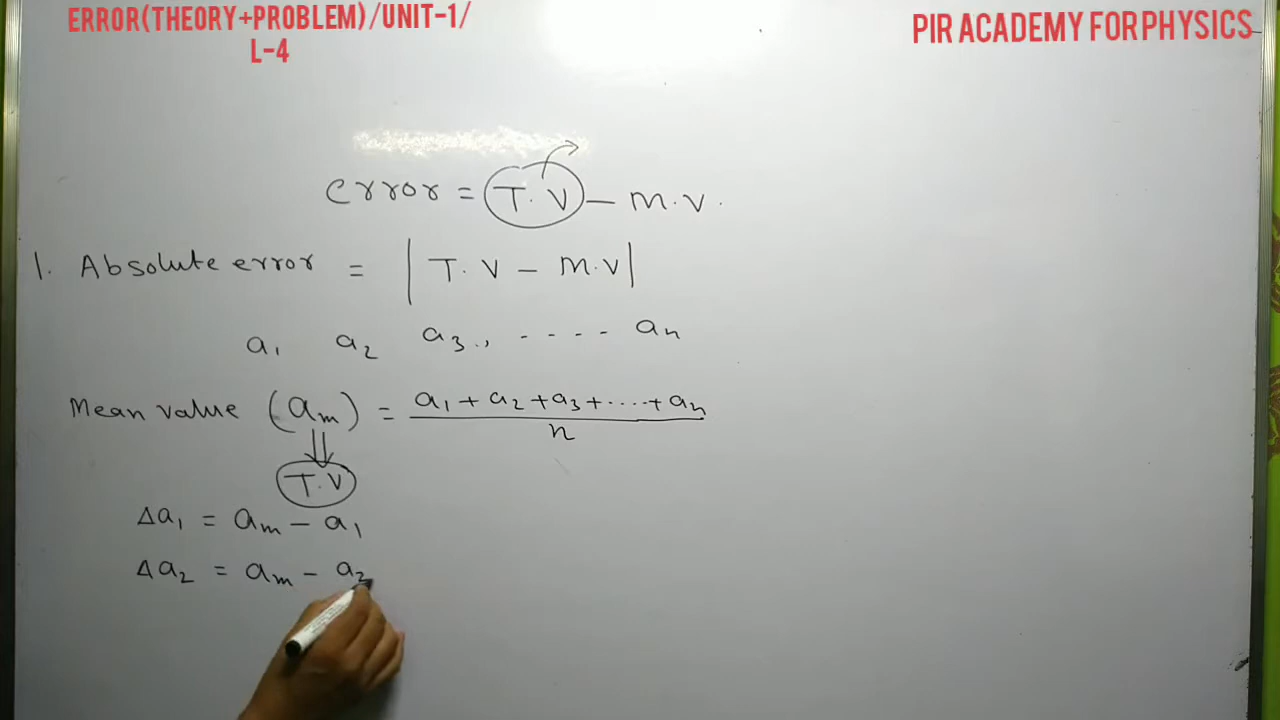 ERROR(THEORY+PROBLEM)/UNIT-1/
L-4
PIR ACADEMY FOR PHYSICS
error = T.V - M.V.
1. Absolute error = | T.V - M.V |
a₁ a₂ a₃., - - - - aₙ
Mean value (aₘ) = (a₁ + a₂ + a₃ + .... + aₙ) / n
T.V
Δa₁ = aₘ - a₁
Δa₂ = aₘ - a₂